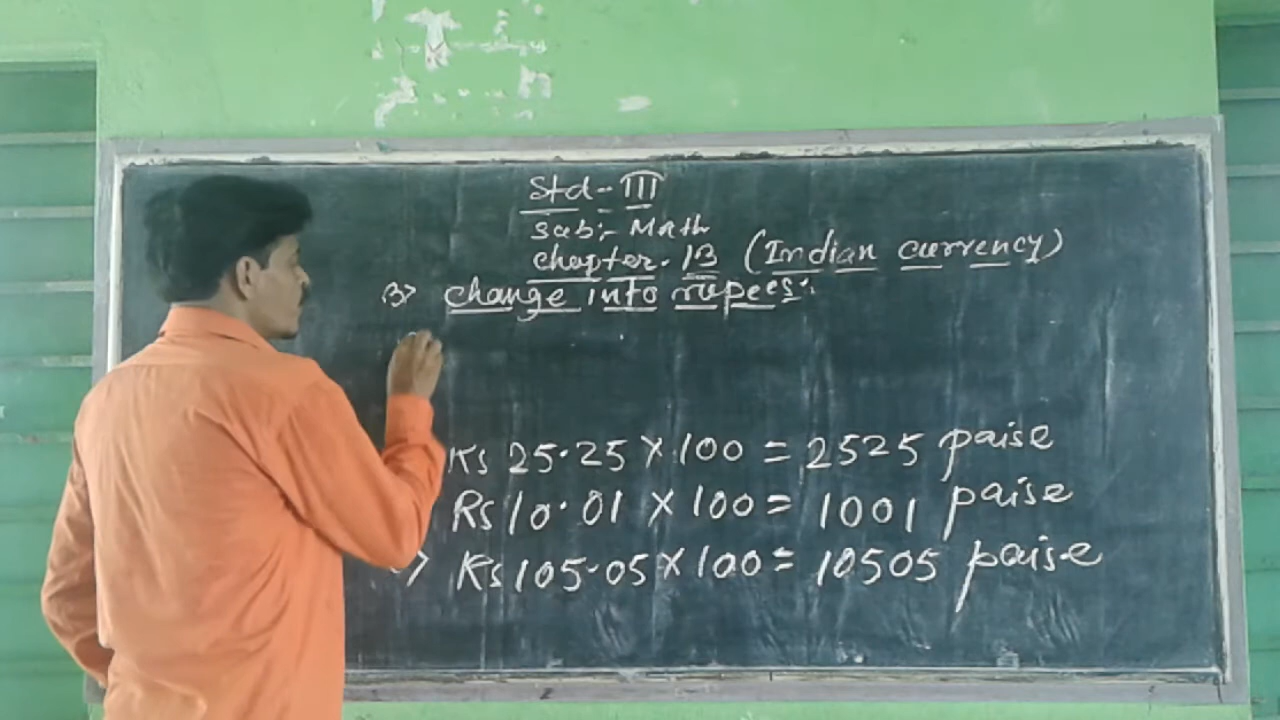 Std - III
Sub :- Math
Chapter - 13 (Indian currency)
3> change into rupees :
Rs 25.25 × 100 = 2525 paise
Rs 10.01 × 100 = 1001 paise
> Rs 105.05 × 100 = 10505 paise